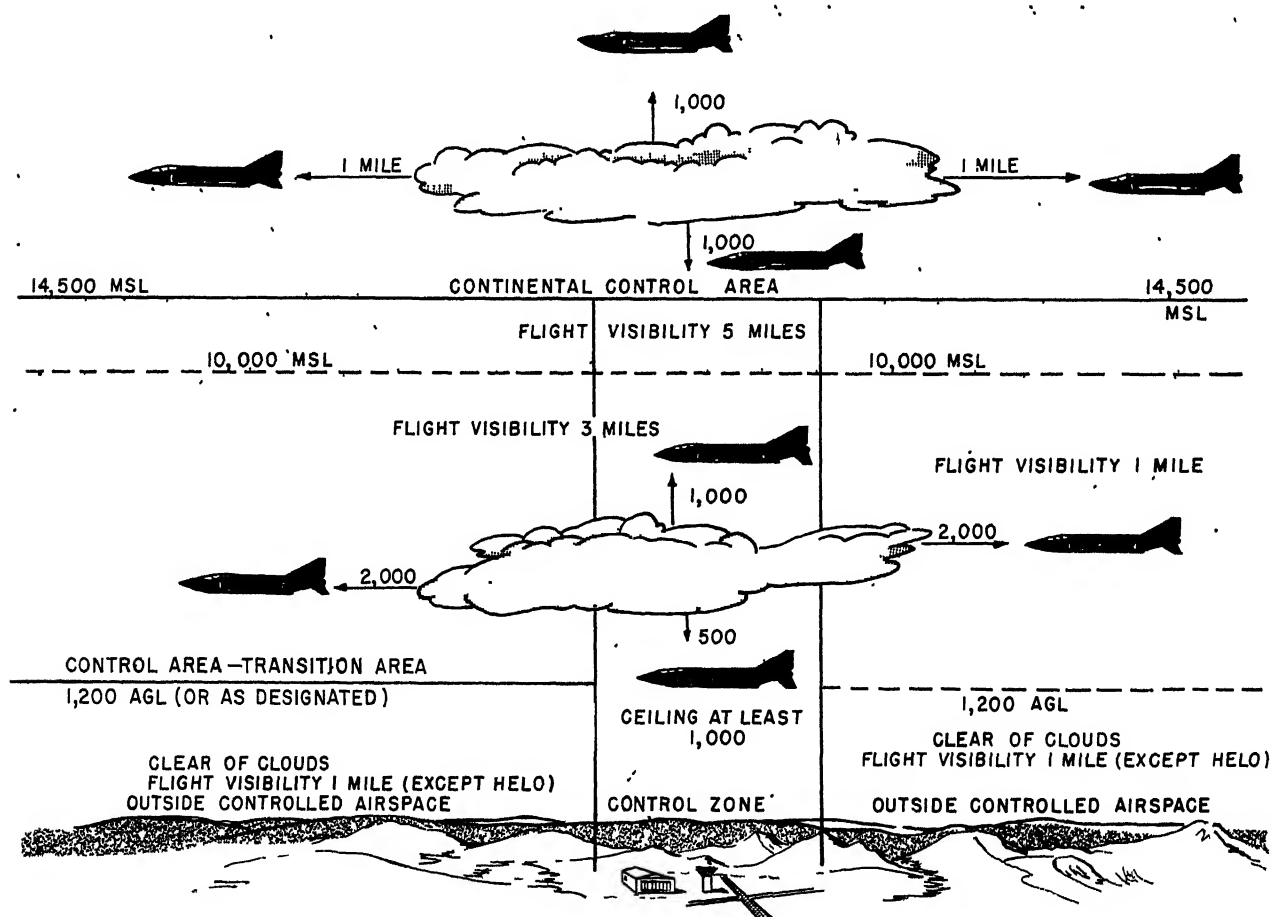 1,000
1 MILE
1 MILE
1,000
14,500 MSL
CONTINENTAL CONTROL AREA
14,500
MSL
FLIGHT VISIBILITY 5 MILES
10,000 MSL
10,000 MSL
FLIGHT VISIBILITY 3 MILES
FLIGHT VISIBILITY 1 MILE
1,000
2,000
2,000
500
CONTROL AREA—TRANSITION AREA
1,200 AGL (OR AS DESIGNATED)
CEILING AT LEAST
1,000
1,200 AGL
CLEAR OF CLOUDS
FLIGHT VISIBILITY 1 MILE (EXCEPT HELO)
OUTSIDE CONTROLLED AIRSPACE
CONTROL ZONE
CLEAR OF CLOUDS
FLIGHT VISIBILITY 1 MILE (EXCEPT HELO)
OUTSIDE CONTROLLED AIRSPACE